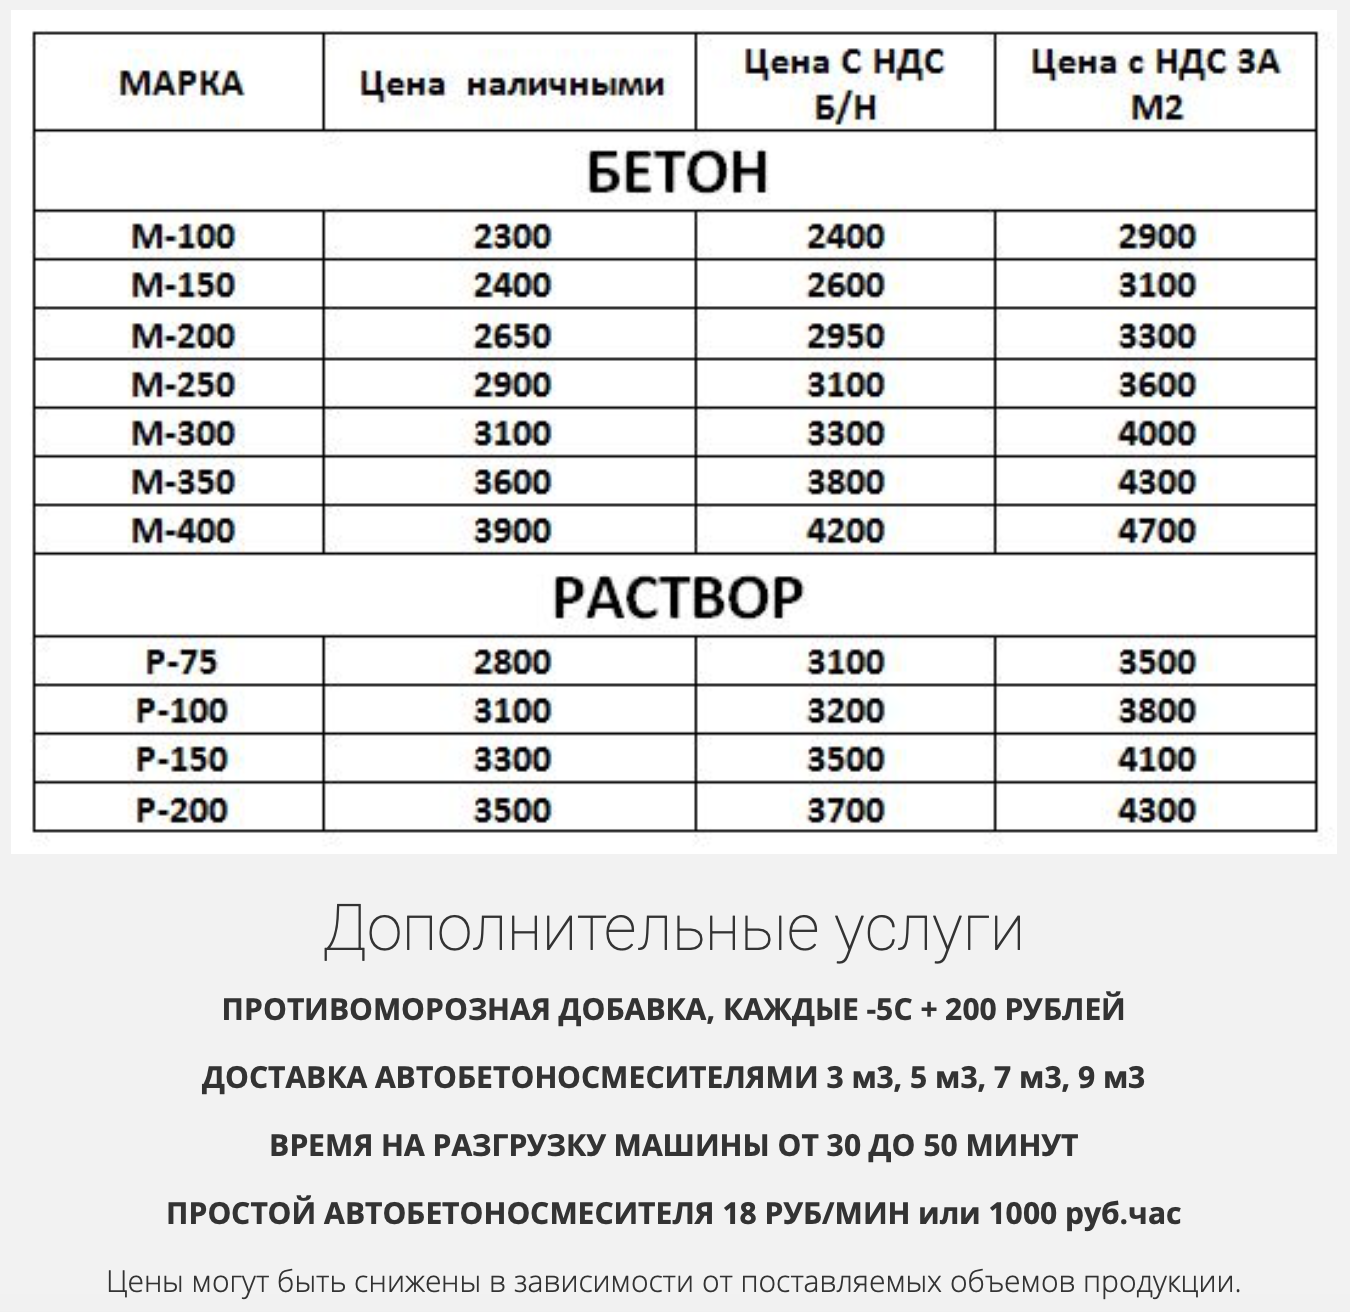 МАРКА Цена наличными Цена С НДС Б/Н Цена с НДС ЗА М2
БЕТОН
М-100 2300 2400 2900
М-150 2400 2600 3100
М-200 2650 2950 3300
М-250 2900 3100 3600
М-300 3100 3300 4000
М-350 3600 3800 4300
М-400 3900 4200 4700
РАСТВОР
Р-75 2800 3100 3500
Р-100 3100 3200 3800
Р-150 3300 3500 4100
Р-200 3500 3700 4300
Дополнительные услуги
ПРОТИВОМОРОЗНАЯ ДОБАВКА, КАЖДЫЕ -5С + 200 РУБЛЕЙ
ДОСТАВКА АВТОБЕТОНОСМЕСИТЕЛЯМИ 3 м3, 5 м3, 7 м3, 9 м3
ВРЕМЯ НА РАЗГРУЗКУ МАШИНЫ ОТ 30 ДО 50 МИНУТ
ПРОСТОЙ АВТОБЕТОНОСМЕСИТЕЛЯ 18 РУБ/МИН или 1000 руб.час
Цены могут быть снижены в зависимости от поставляемых объемов продукции.